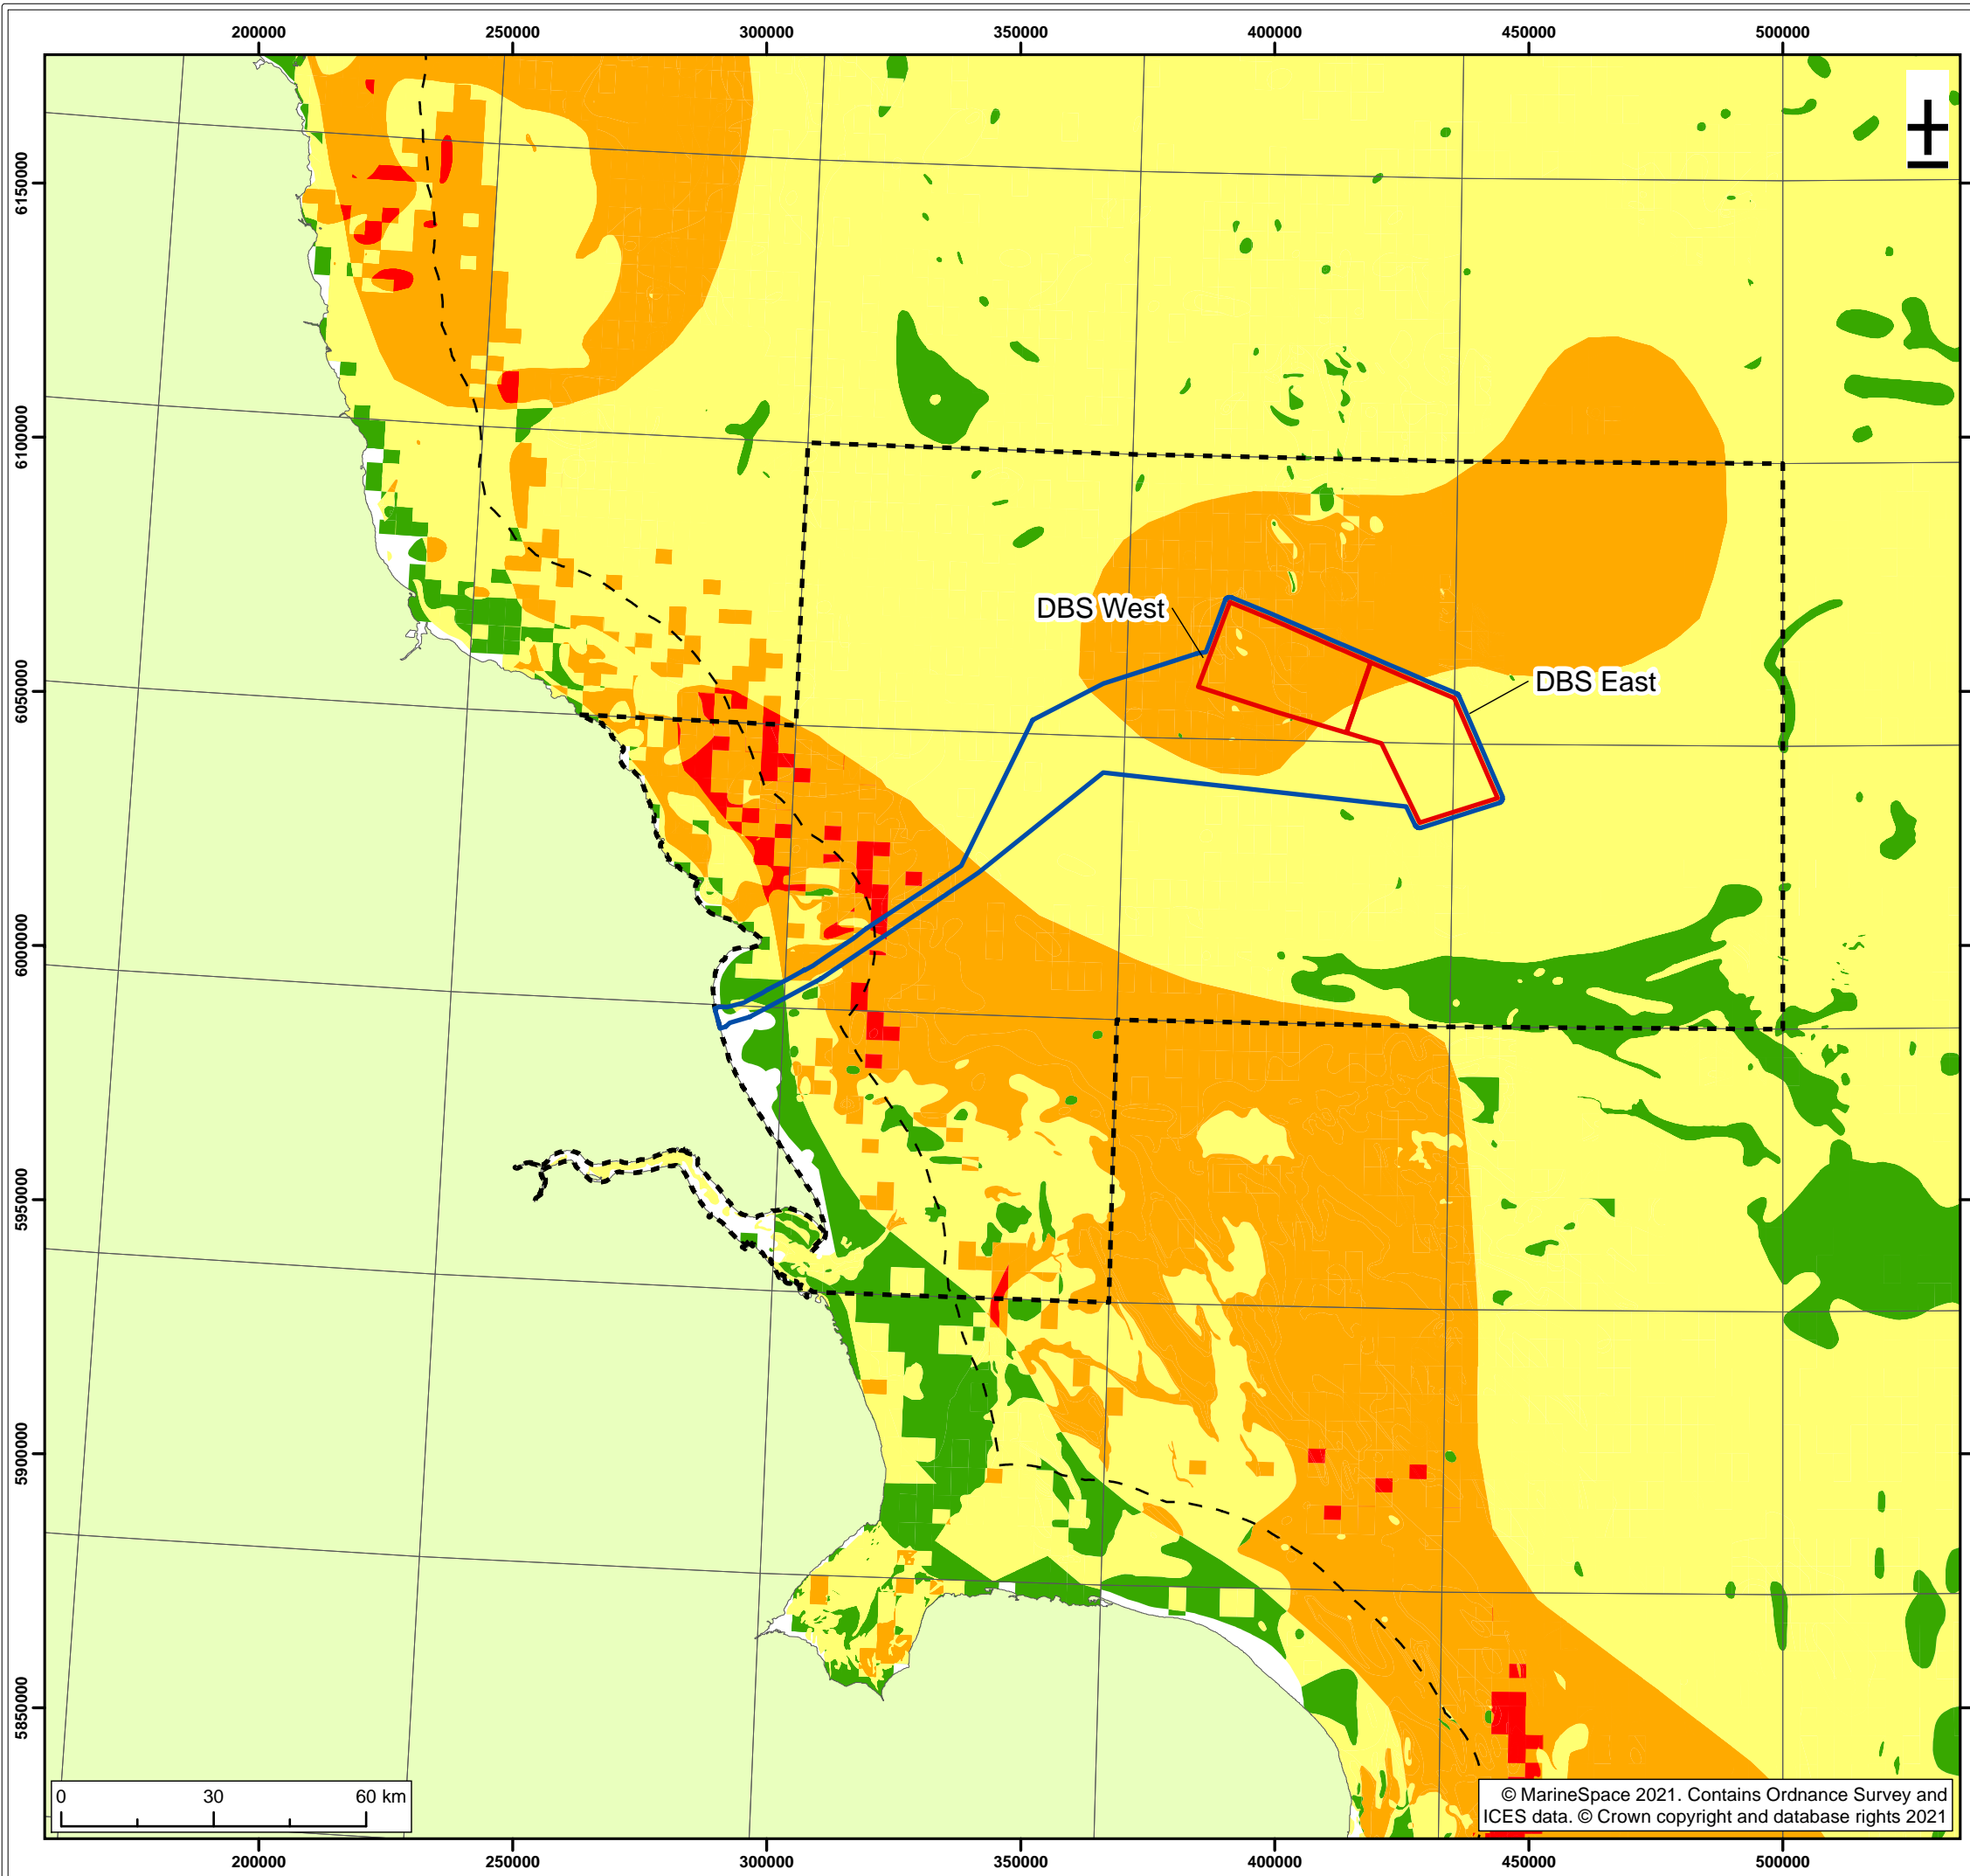 200000 250000 300000 350000 400000 450000 500000
6150000
6100000
6050000
6000000
5950000
5900000
5850000
DBS West
DBS East
0 30 60 km
© MarineSpace 2021. Contains Ordnance Survey and
ICES data. © Crown copyright and database rights 2021
200000 250000 300000 350000 400000 450000 500000